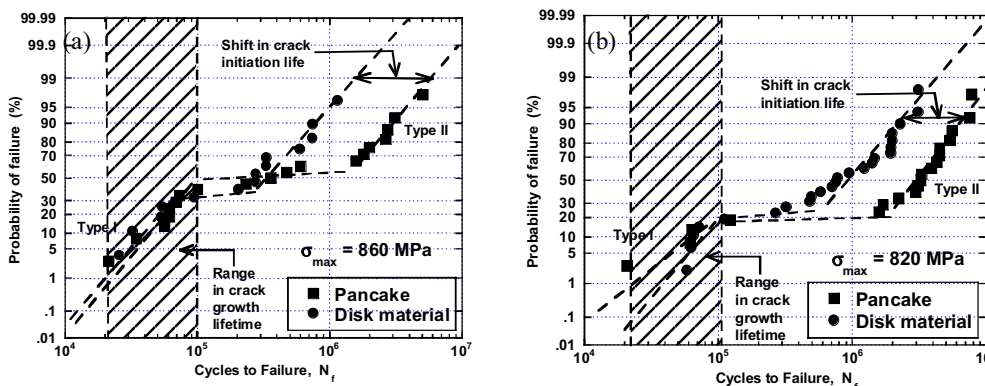 (a)
99.99
99.9
99
95
90
70
50
30
20
10
5
1
.1
.01
Probability of failure (%)
Shift in crack
initiation life
Type II
Type I
σmax = 860 MPa
Range
in crack
growth
lifetime
Pancake
Disk material
10^4
10^5
10^6
10^7
Cycles to Failure, Nf
(b)
99.99
99.9
99
95
90
70
50
30
20
10
5
1
.1
.01
Probability of failure (%)
Shift in crack
initiation life
Type II
Type I
σmax = 820 MPa
Range
in crack
growth
lifetime
Pancake
Disk material
10^4
10^5
10^6
Cycles to Failure, Nf